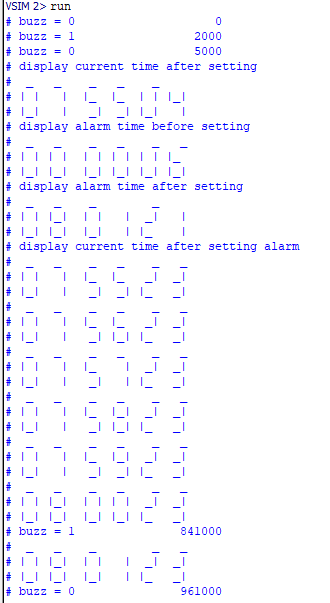 VSIM 2> run
# buzz = 0                     0
# buzz = 1                  2000
# buzz = 0                  5000
# display current time after setting
#  _   _    _   _    _
# | |   |  |_  |_  | | |_|
# |_|   |   _|  _| |_|   |
# display alarm time before setting
#  _   _    _   _    _   _
# | | | |  | | | |  | | |_
# |_| |_|  |_| |_|  |_| |_|
# display alarm time after setting
#  _   _    _        _   _
# | | |_|  | |   |   _|   |
# |_| |_|  |_|   |  |_    |
# display current time after setting alarm
#  _   _    _   _    _   _
# | |   |  |_  |_    _|  _|
# |_|   |   _|  _|  |_   _|
#  _   _    _   _    _   _
# | |   |  |_  |_    _|  _|
# |_|   |   _| |_|  |_   _|
#  _   _    _   _    _   _
# | |   |  |_    |   _|  _|
# |_|   |   _|   |  |_   _|
#  _   _    _   _    _   _
# | |   |  |_  |_|   _|  _|
# |_|   |   _| |_|  |_   _|
#  _   _    _   _    _   _
# | |   |  |_  |_|   _|  _|
# |_|   |   _|  _|  |_   _|
#  _   _    _   _    _   _
# | | |_|  | | | |   _|  _|
# |_| |_|  |_| |_|  |_   _|
# buzz = 1                841000
#  _   _    _        _   _
# | | |_|  | |   |   _|  _|
# |_| |_|  |_|   |  |_   _|
# buzz = 0                961000